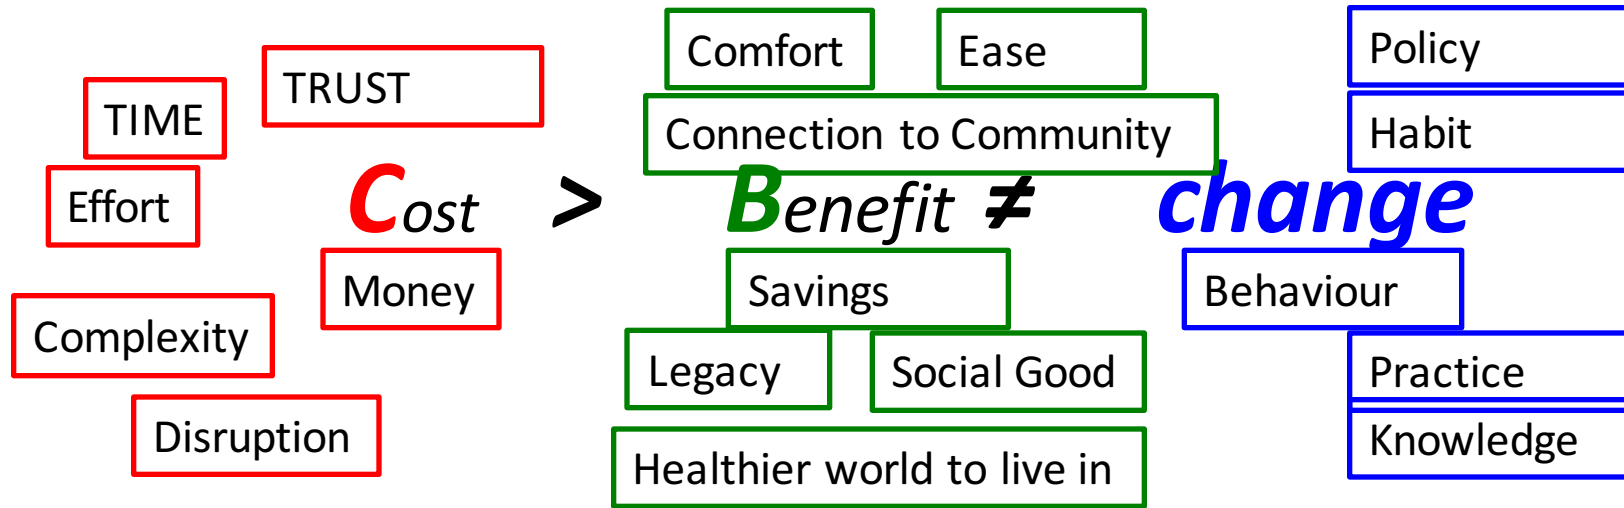 Comfort
Ease
Policy
TRUST
TIME
Connection to Community
Habit
Effort
Cost > Benefit ≠ change
Money
Savings
Behaviour
Complexity
Legacy
Social Good
Practice
Disruption
Knowledge
Healthier world to live in